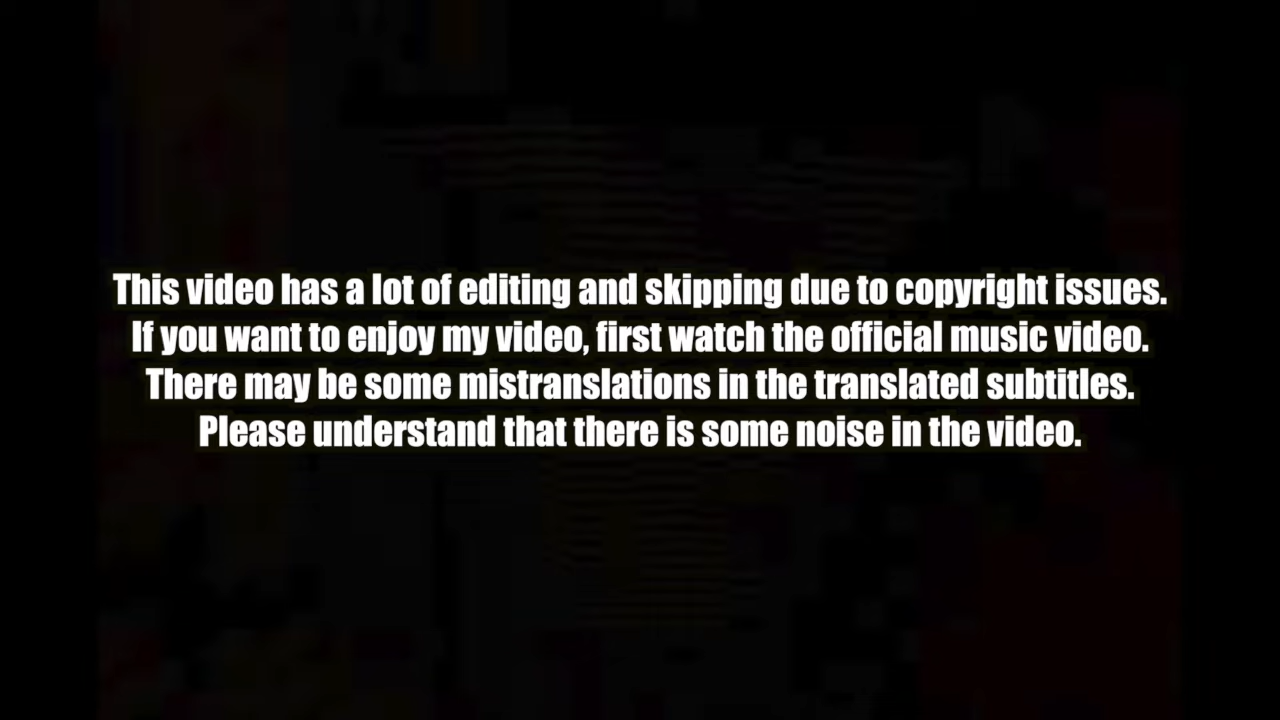 This video has a lot of editing and skipping due to copyright issues.
If you want to enjoy my video, first watch the official music video.
There may be some mistranslations in the translated subtitles.
Please understand that there is some noise in the video.